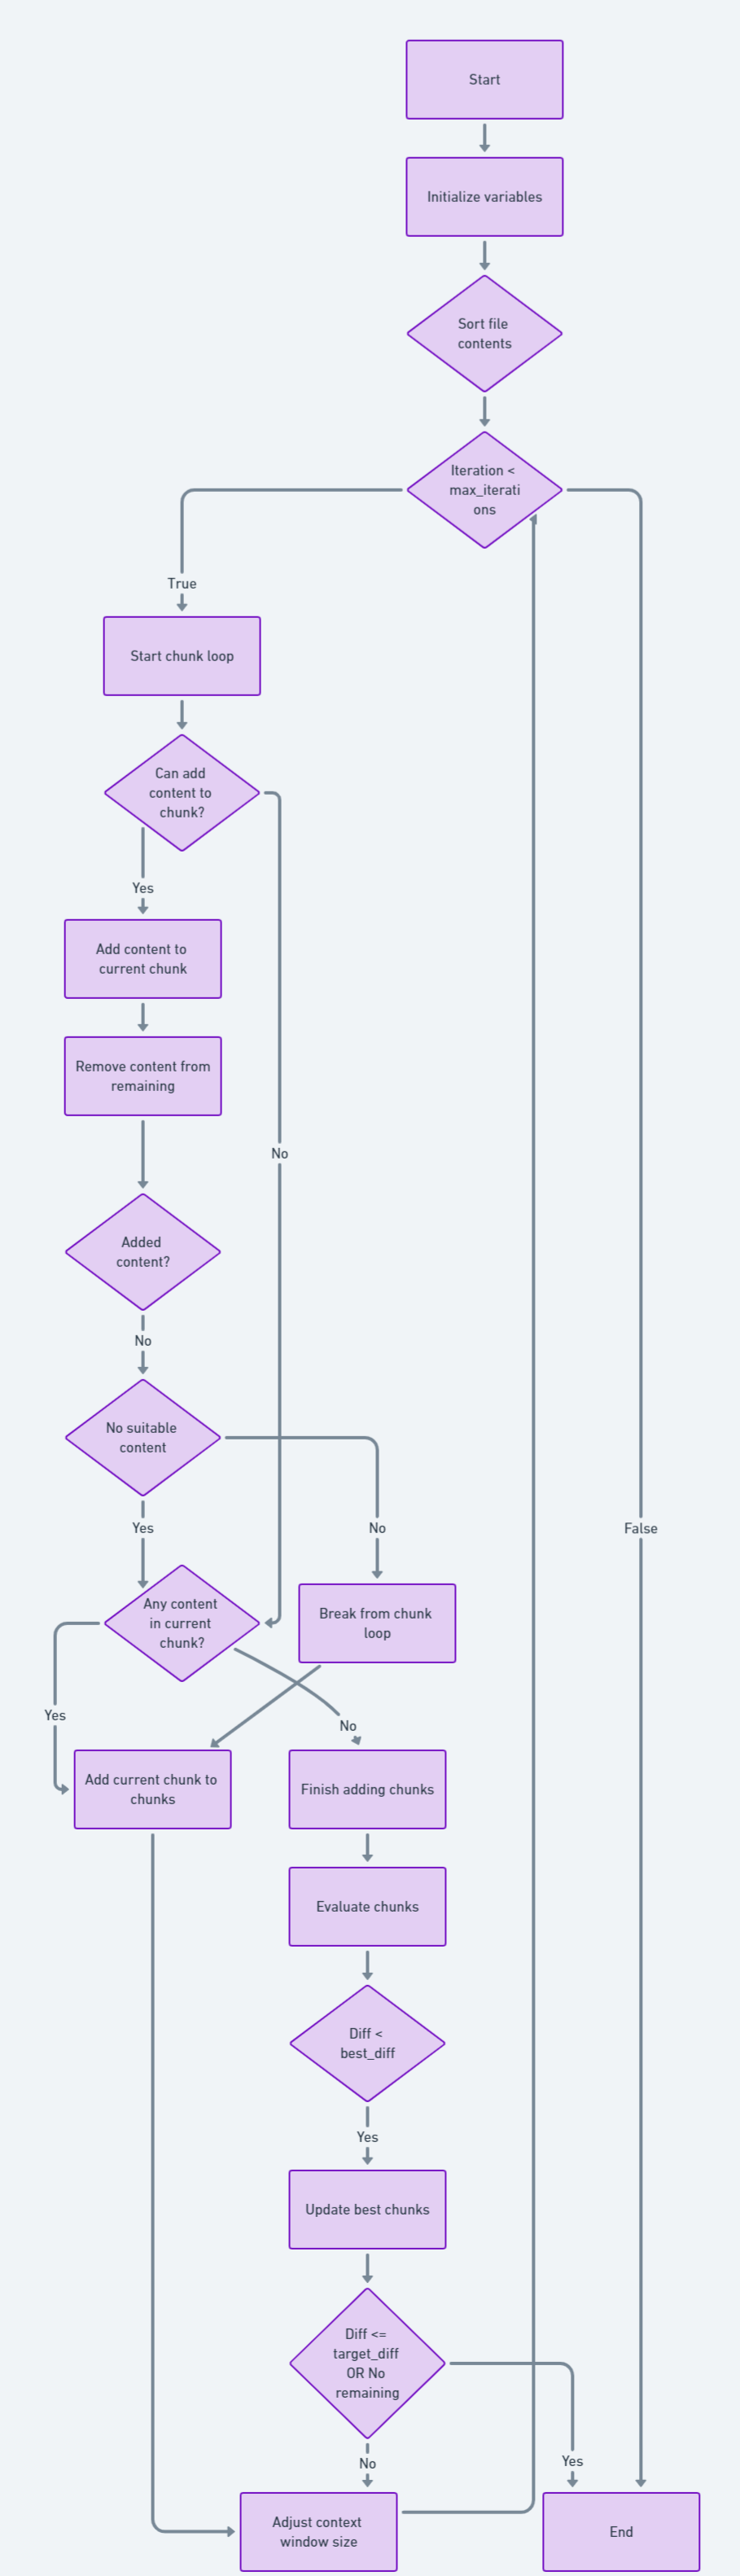 Start
Initialize variables
Sort file
contents
Iteration <
max_iterati
ons
True
Start chunk loop
Can add
content to
chunk?
Yes
Add content to
current chunk
Remove content from
remaining
No
Added
content?
No
No suitable
content
Yes
No
False
Any content
in current
chunk?
Break from chunk
loop
Yes
No
Add current chunk to
chunks
Finish adding chunks
Evaluate chunks
Diff <
best_diff
Yes
Update best chunks
Diff <=
target_diff
OR No
remaining
No
Yes
Adjust context
window size
End